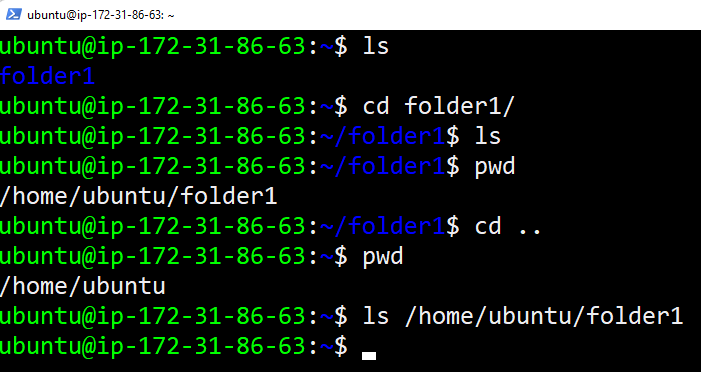 ubuntu@ip-172-31-86-63: ~
ubuntu@ip-172-31-86-63:~$ ls
folder1
ubuntu@ip-172-31-86-63:~$ cd folder1/
ubuntu@ip-172-31-86-63:~/folder1$ ls
ubuntu@ip-172-31-86-63:~/folder1$ pwd
/home/ubuntu/folder1
ubuntu@ip-172-31-86-63:~/folder1$ cd ..
ubuntu@ip-172-31-86-63:~$ pwd
/home/ubuntu
ubuntu@ip-172-31-86-63:~$ ls /home/ubuntu/folder1
ubuntu@ip-172-31-86-63:~$